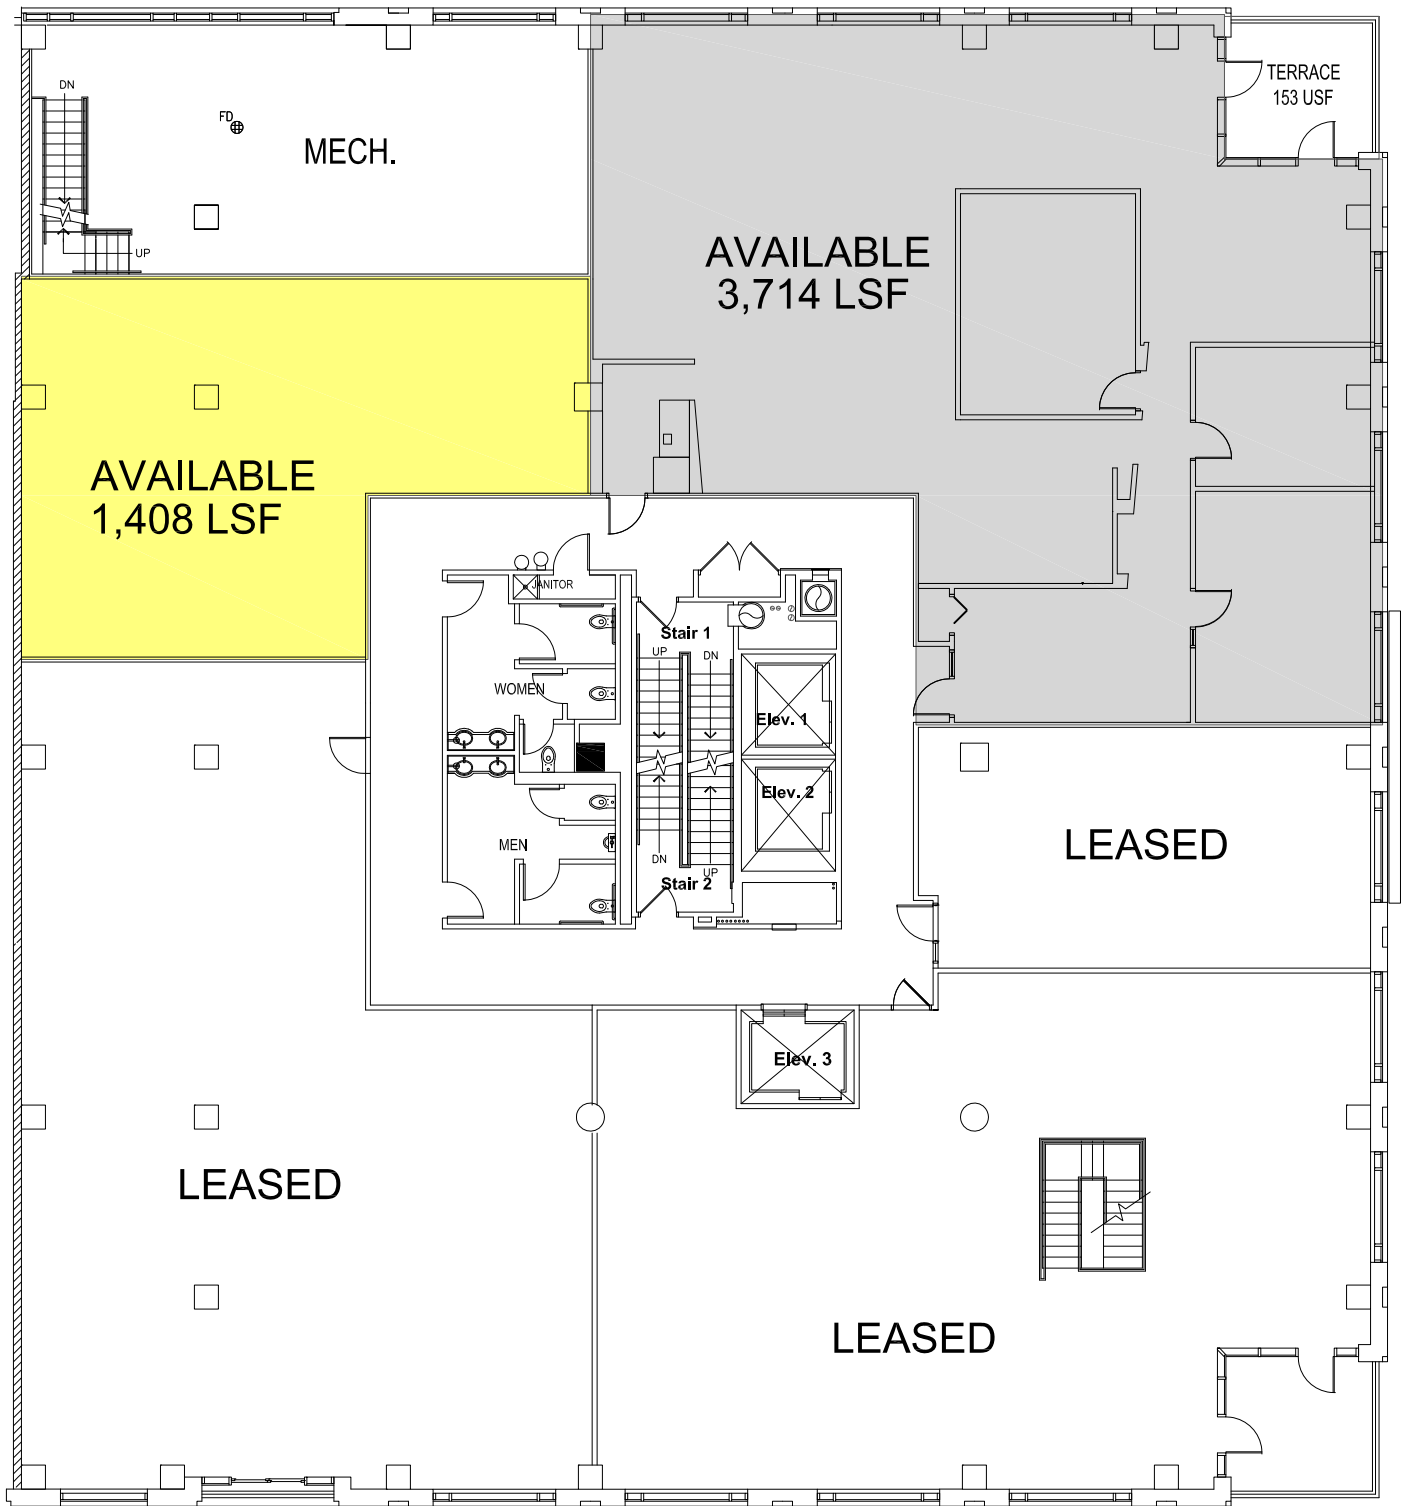 DN
FD
MECH.
UP
TERRACE
153 USF
AVAILABLE
3,714 LSF
AVAILABLE
1,408 LSF
JANITOR
Stair 1
UP
DN
WOMEN
Elev. 1
Elev. 2
MEN
DN
UP
Stair 2
LEASED
Elev. 3
LEASED
LEASED